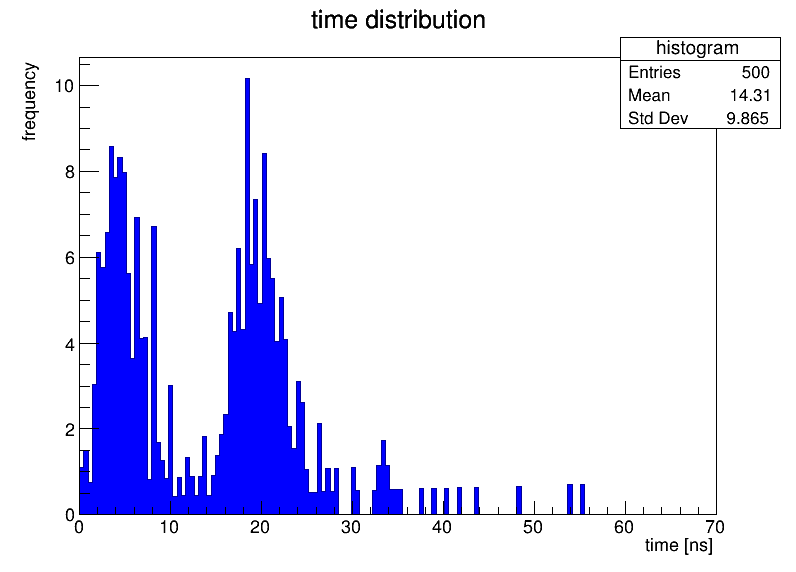 time distribution
histogram
Entries 500
Mean 14.31
Std Dev 9.865
frequency
10
8
6
4
2
0
0 10 20 30 40 50 60 70
time [ns]